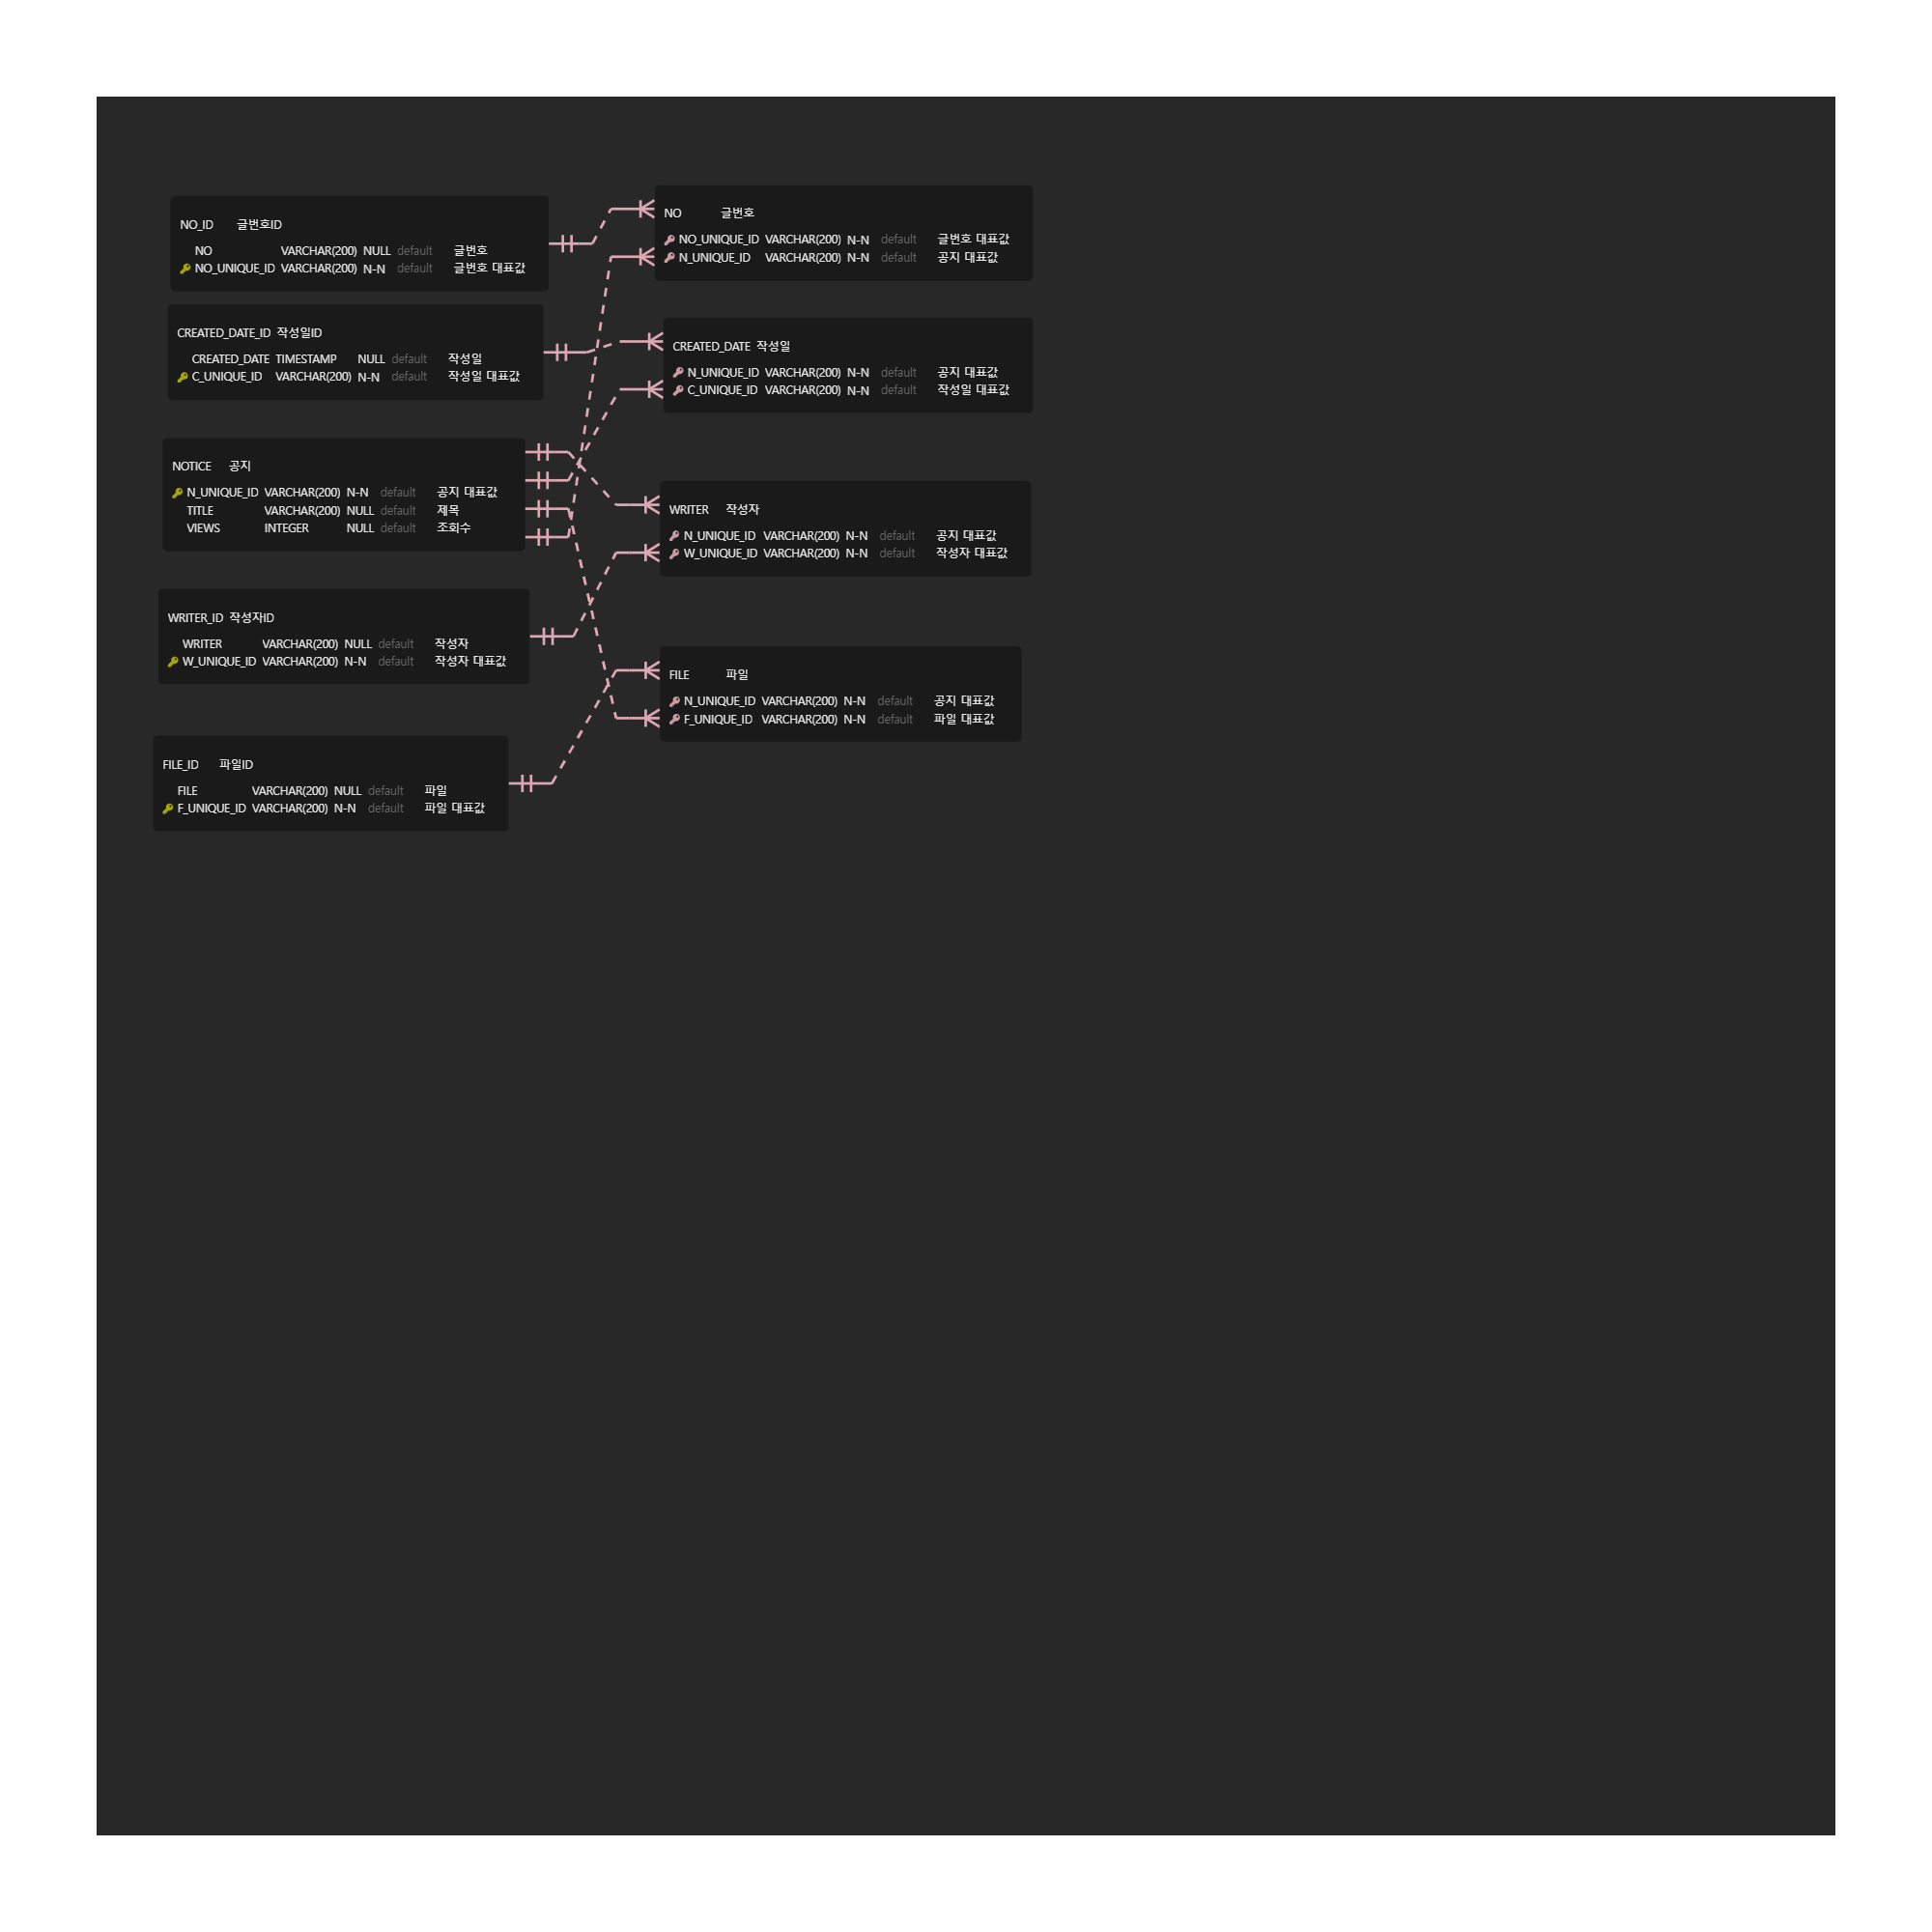 NO_ID 글번호ID
NO VARCHAR(200) NULL default 글번호
NO_UNIQUE_ID VARCHAR(200) N-N default 글번호 대표값
CREATED_DATE_ID 작성일ID
CREATED_DATE TIMESTAMP NULL default 작성일
C_UNIQUE_ID VARCHAR(200) N-N default 작성일 대표값
NOTICE 공지
N_UNIQUE_ID VARCHAR(200) N-N default 공지 대표값
TITLE VARCHAR(200) NULL default 제목
VIEWS INTEGER NULL default 조회수
WRITER_ID 작성자ID
WRITER VARCHAR(200) NULL default 작성자
W_UNIQUE_ID VARCHAR(200) N-N default 작성자 대표값
FILE_ID 파일ID
FILE VARCHAR(200) NULL default 파일
F_UNIQUE_ID VARCHAR(200) N-N default 파일 대표값
NO 글번호
NO_UNIQUE_ID VARCHAR(200) N-N default 글번호 대표값
N_UNIQUE_ID VARCHAR(200) N-N default 공지 대표값
CREATED_DATE 작성일
N_UNIQUE_ID VARCHAR(200) N-N default 공지 대표값
C_UNIQUE_ID VARCHAR(200) N-N default 작성일 대표값
WRITER 작성자
N_UNIQUE_ID VARCHAR(200) N-N default 공지 대표값
W_UNIQUE_ID VARCHAR(200) N-N default 작성자 대표값
FILE 파일
N_UNIQUE_ID VARCHAR(200) N-N default 공지 대표값
F_UNIQUE_ID VARCHAR(200) N-N default 파일 대표값